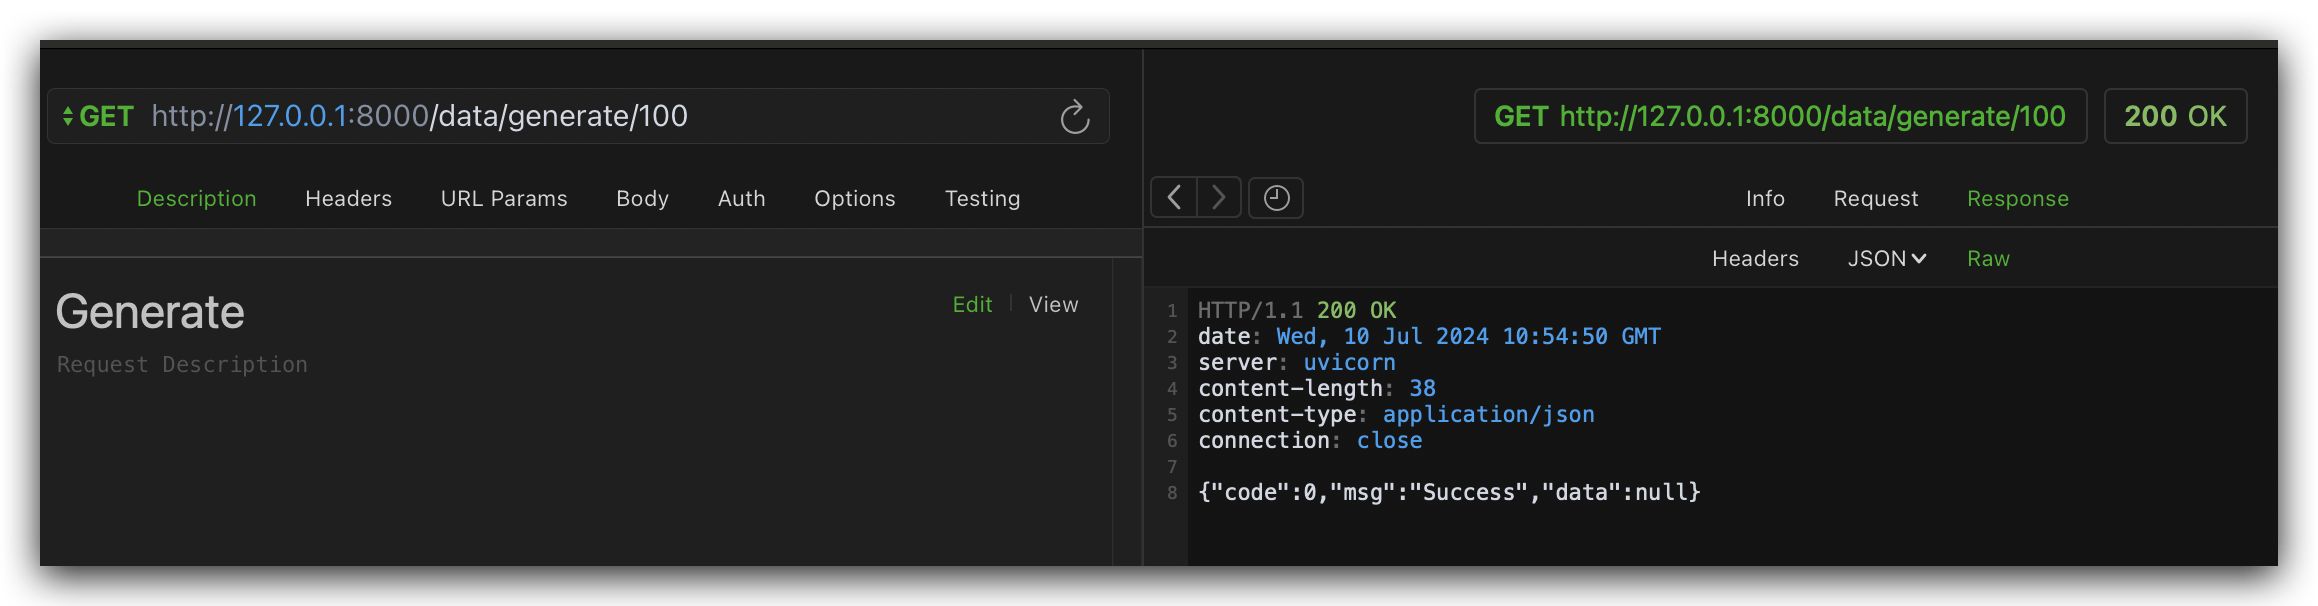 GET http://127.0.0.1:8000/data/generate/100
Description Headers URL Params Body Auth Options Testing
Generate
Edit View
Request Description
GET http://127.0.0.1:8000/data/generate/100 200 OK
Info Request Response
Headers JSON Raw
1 HTTP/1.1 200 OK
2 date: Wed, 10 Jul 2024 10:54:50 GMT
3 server: uvicorn
4 content-length: 38
5 content-type: application/json
6 connection: close
7
8 {"code":0,"msg":"Success","data":null}